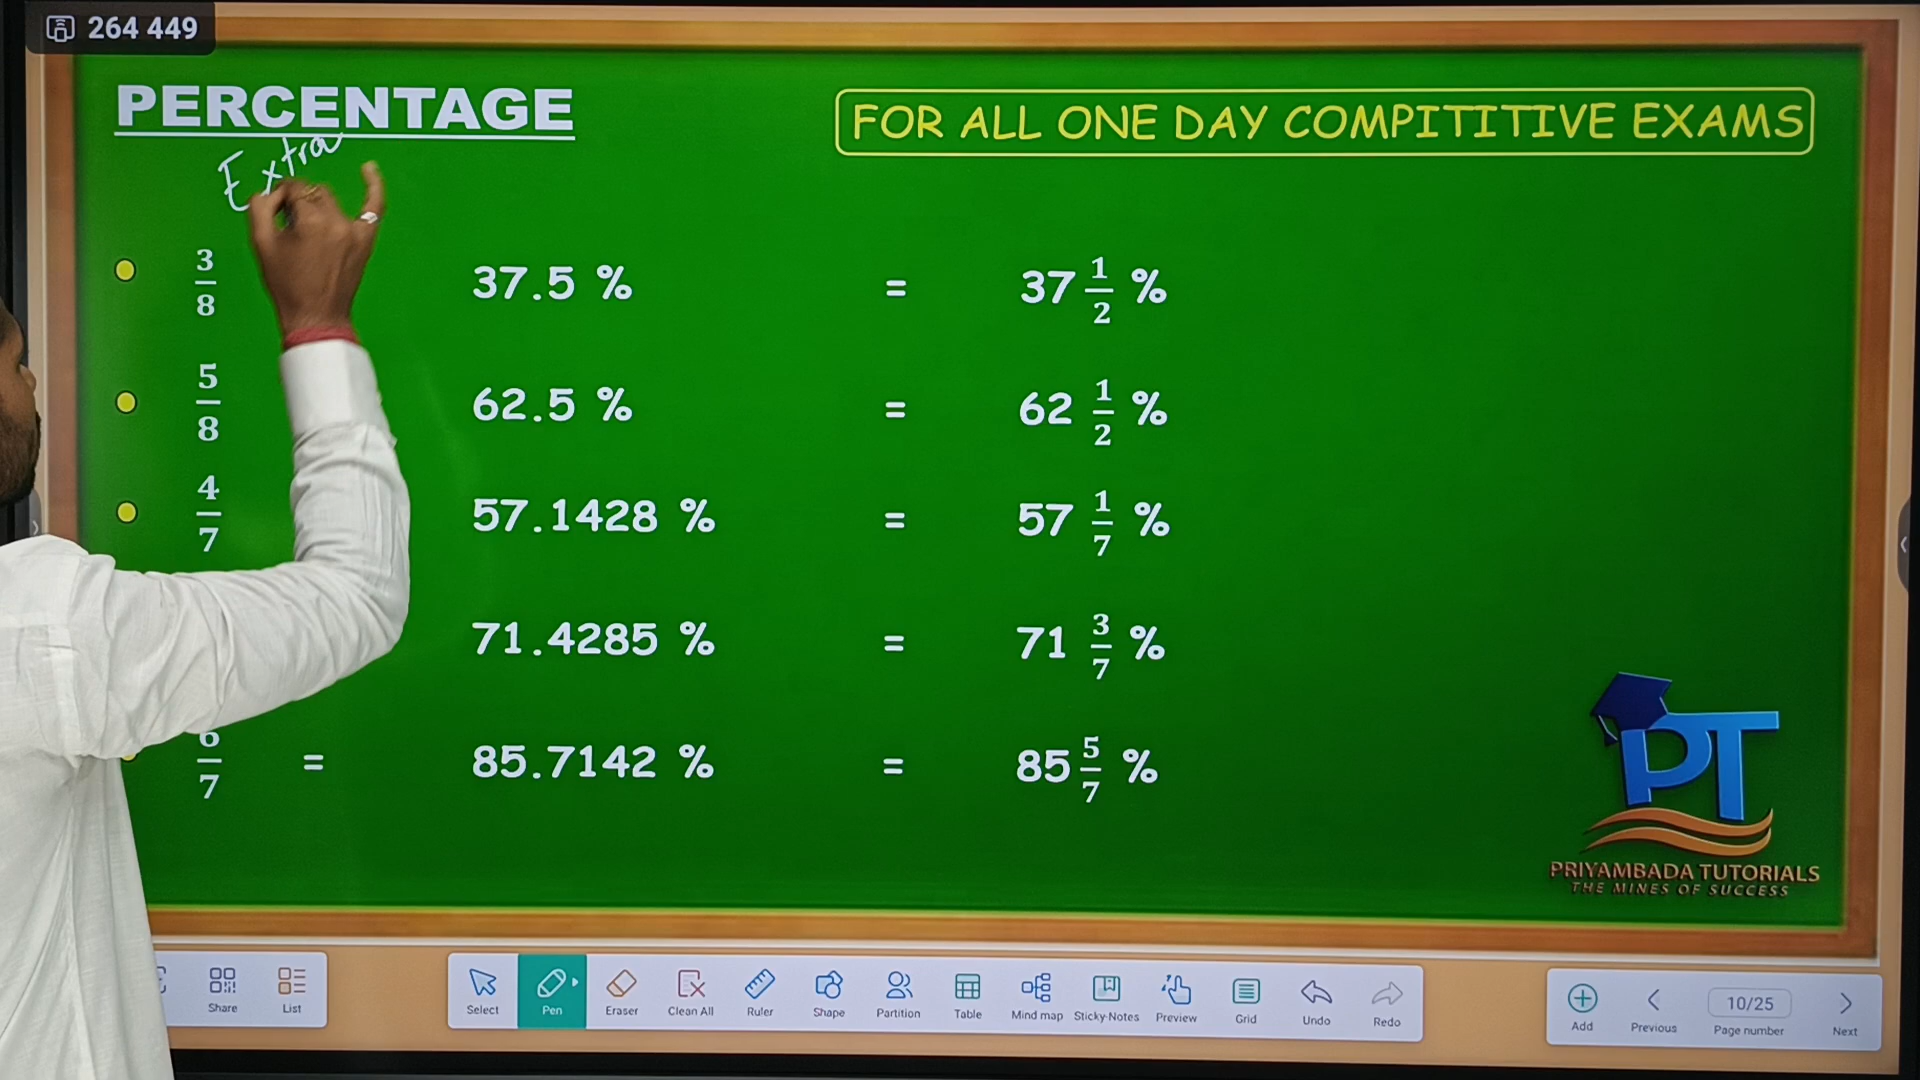 264 449
PERCENTAGE
FOR ALL ONE DAY COMPITITIVE EXAMS
Extra
3/8 37.5 % = 37 1/2 %
5/8 62.5 % = 62 1/2 %
4/7 57.1428 % = 57 1/7 %
71.4285 % = 71 3/7 %
6/7 = 85.7142 % = 85 5/7 %
PT
PRIYAMBADA TUTORIALS
THE MINES OF SUCCESS
Share List Select Pen Eraser Clean All Ruler Shape Partition Table Mind map Sticky-Notes Preview Grid Undo Redo Add Previous 10/25 Page number Next